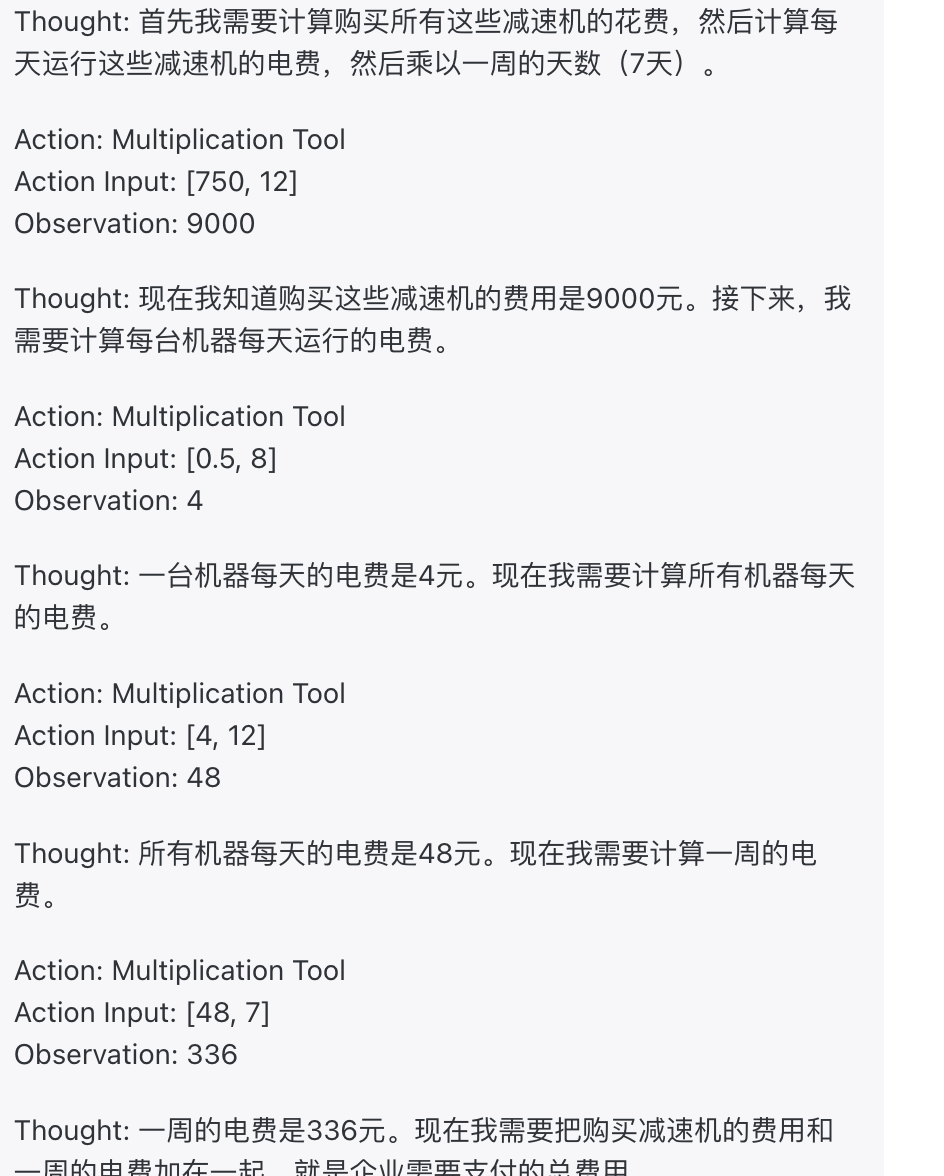 Thought: 首先我需要计算购买所有这些减速机的花费，然后计算每
天运行这些减速机的电费，然后乘以一周的天数（7天）。
Action: Multiplication Tool
Action Input: [750, 12]
Observation: 9000
Thought: 现在我知道购买这些减速机的费用是9000元。接下来，我
需要计算每台机器每天运行的电费。
Action: Multiplication Tool
Action Input: [0.5, 8]
Observation: 4
Thought: 一台机器每天的电费是4元。现在我需要计算所有机器每天
的电费。
Action: Multiplication Tool
Action Input: [4, 12]
Observation: 48
Thought: 所有机器每天的电费是48元。现在我需要计算一周的电
费。
Action: Multiplication Tool
Action Input: [48, 7]
Observation: 336
Thought: 一周的电费是336元。现在我需要把购买减速机的费用和
一周的电费加在一起，就是企业需要支付的总费用。